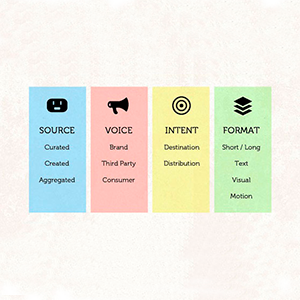 SOURCE
Curated
Created
Aggregated
VOICE
Brand
Third Party
Consumer
INTENT
Destination
Distribution
FORMAT
Short / Long
Text
Visual
Motion